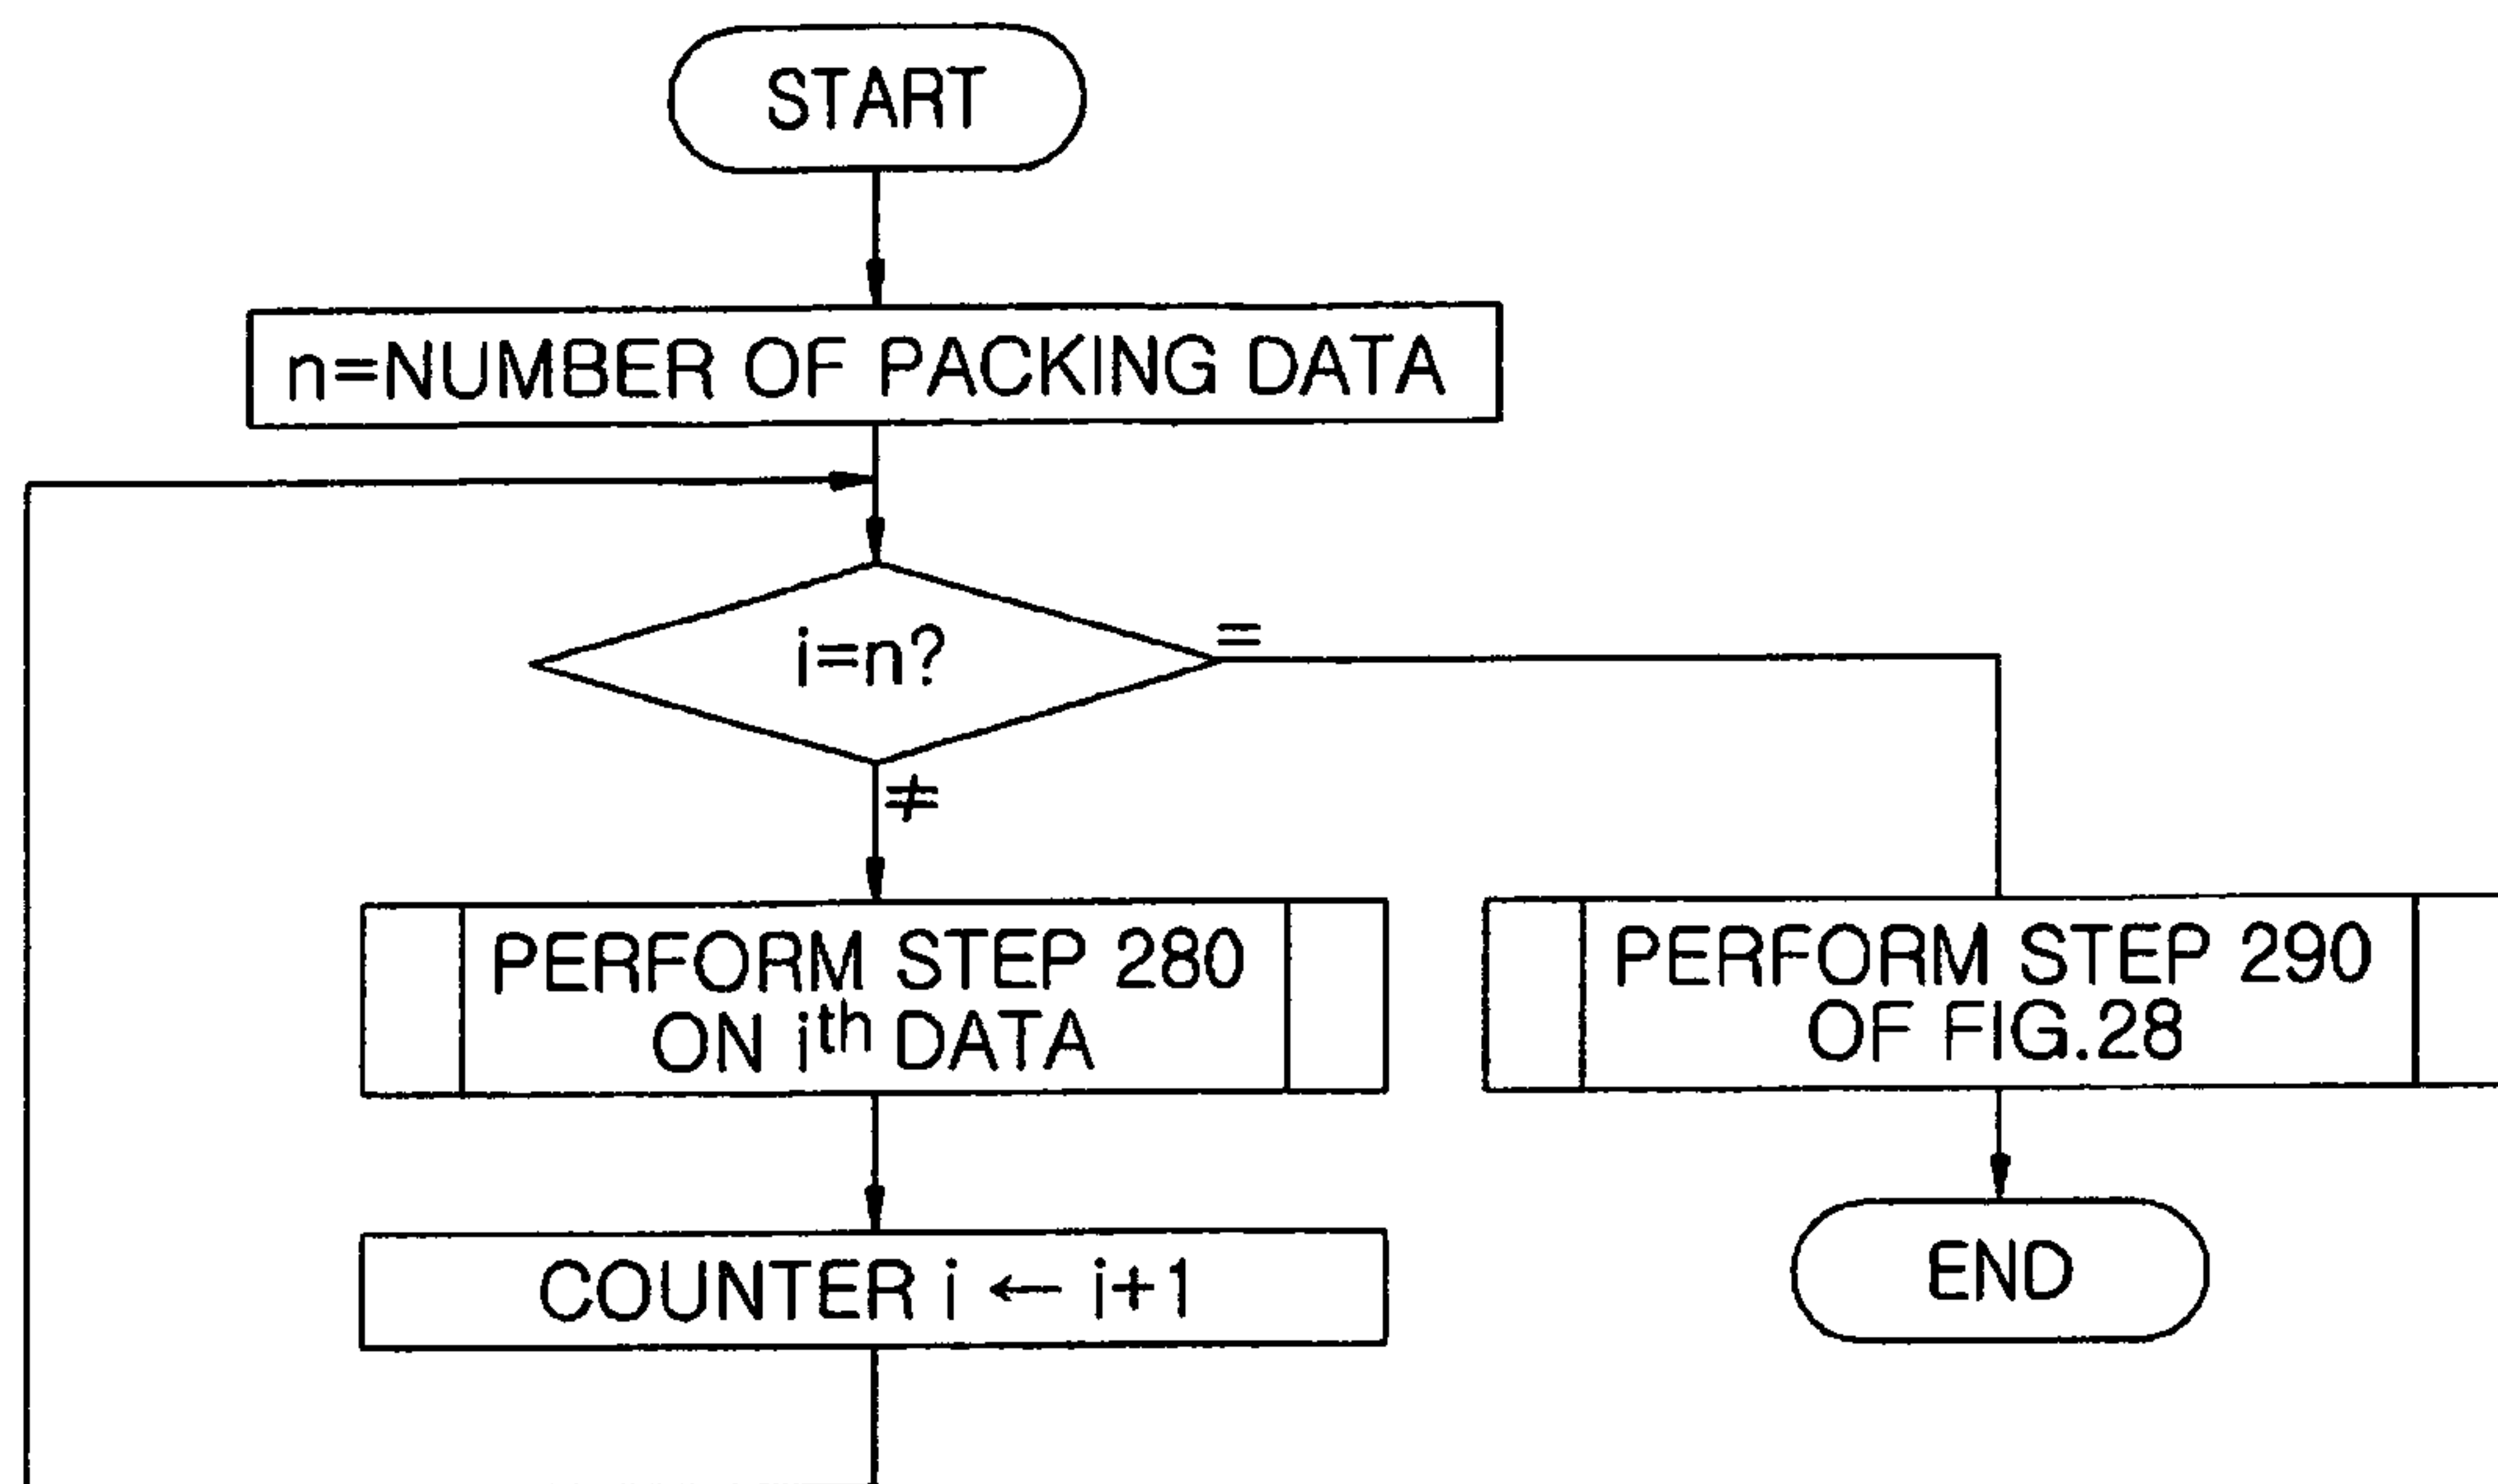 START
n=NUMBER OF PACKING DATA
i=n?
=
≠
PERFORM STEP 280
ON ith DATA
PERFORM STEP 290
OF FIG.28
COUNTER i ← i+1
END